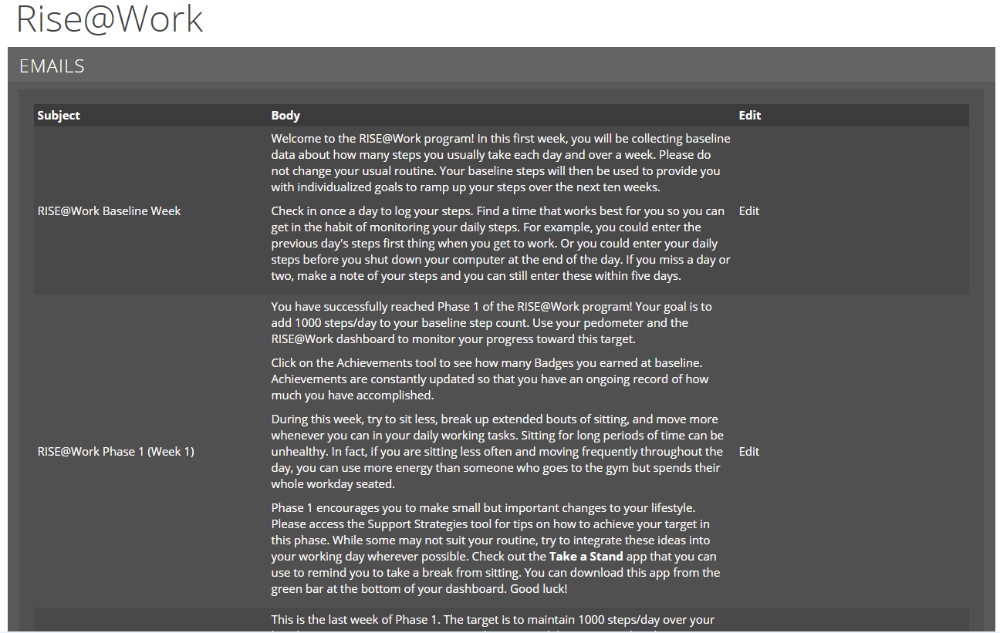 Rise@Work
EMAILS
Subject Body Edit
Welcome to the RISE@Work program! In this first week, you will be collecting baseline
data about how many steps you usually take each day and over a week. Please do
not change your usual routine. Your baseline steps will then be used to provide you
with individualized goals to ramp up your steps over the next ten weeks.
RISE@Work Baseline Week Check in once a day to log your steps. Find a time that works best for you so you can Edit
get in the habit of monitoring your daily steps. For example, you could enter the
previous day's steps first thing when you get to work. Or you could enter your daily
steps before you shut down your computer at the end of the day. If you miss a day or
two, make a note of your steps and you can still enter these within five days.
You have successfully reached Phase 1 of the RISE@Work program! Your goal is to
add 1000 steps/day to your baseline step count. Use your pedometer and the
RISE@Work dashboard to monitor your progress toward this target.
Click on the Achievements tool to see how many Badges you earned at baseline.
Achievements are constantly updated so that you have an ongoing record of how
much you have accomplished.
During this week, try to sit less, break up extended bouts of sitting, and move more
whenever you can in your daily working tasks. Sitting for long periods of time can be
RISE@Work Phase 1 (Week 1) unhealthy. In fact, if you are sitting less often and moving frequently throughout the Edit
day, you can use more energy than someone who goes to the gym but spends their
whole workday seated.
Phase 1 encourages you to make small but important changes to your lifestyle.
Please access the Support Strategies tool for tips on how to achieve your target in
this phase. While some may not suit your routine, try to integrate these ideas into
your working day wherever possible. Check out the Take a Stand app that you can
use to remind you to take a break from sitting. You can download this app from the
green bar at the bottom of your dashboard. Good luck!
This is the last week of Phase 1. The target is to maintain 1000 steps/day over your